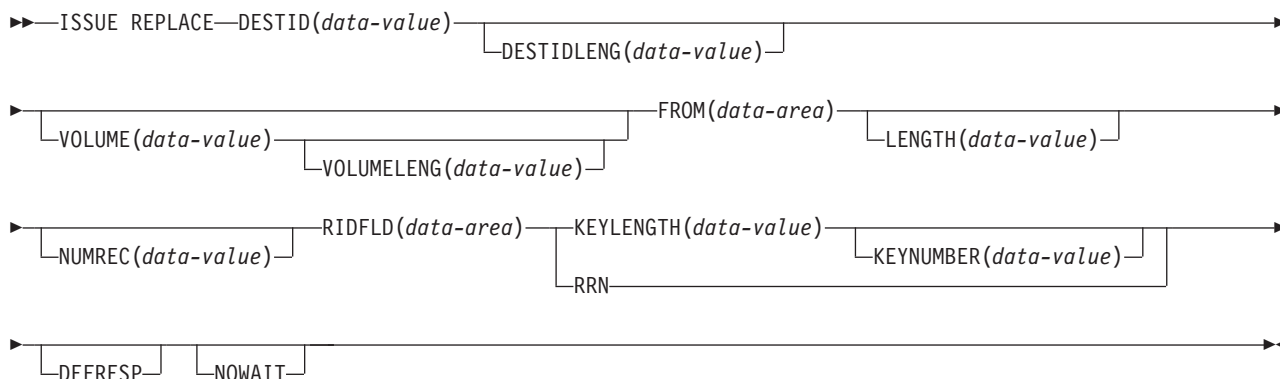 ISSUE REPLACE DESTID(data-value)
DESTIDLENG(data-value)
FROM(data-area)
VOLUME(data-value) LENGTH(data-value)
VOLUMELENG(data-value)
RIDFLD(data-area) KEYLENGTH(data-value)
NUMREC(data-value) KEYNUMBER(data-value)
RRN
DEFRESP NOWAIT